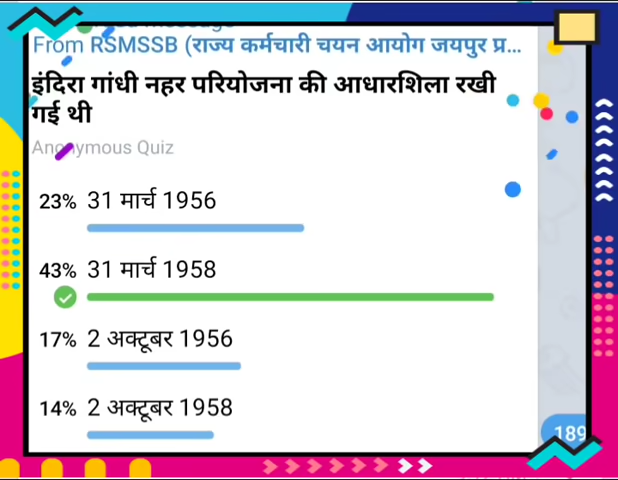 From RSMSSB (राज्य कर्मचारी चयन आयोग जयपुर प्र...
इंदिरा गांधी नहर परियोजना की आधारशिला रखी
गई थी
Anonymous Quiz
23% 31 मार्च 1956
43% 31 मार्च 1958
17% 2 अक्टूबर 1956
14% 2 अक्टूबर 1958
189